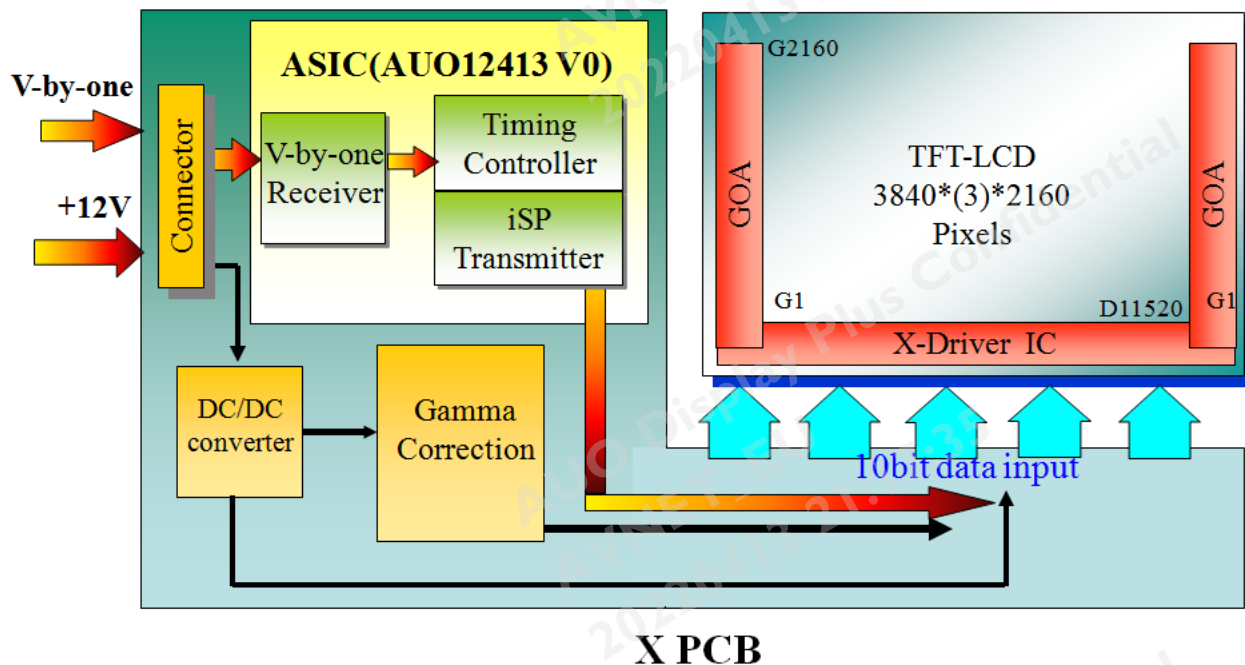 V-by-one
+12V
Connector
ASIC(AUO12413 V0)
V-by-one
Receiver
Timing
Controller
iSP
Transmitter
DC/DC
converter
Gamma
Correction
G2160
GOA
TFT-LCD
3840*(3)*2160
Pixels
GOA
G1
D11520
G1
X-Driver IC
10bit data input
X PCB
AUO Display Plus Confidential
AVNET_EU